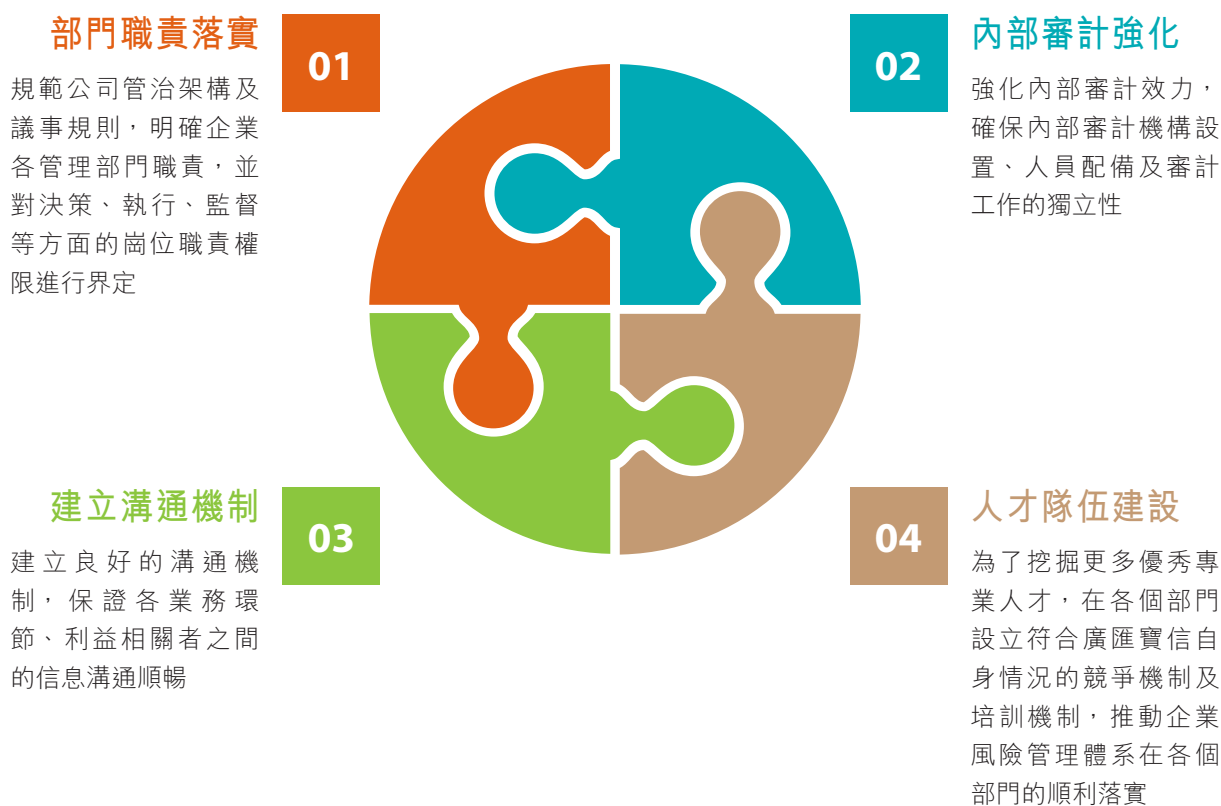 部門職責落實
01
規範公司管治架構及
議事規則，明確企業
各管理部門職責，並
對決策、執行、監督
等方面的崗位職責權
限進行界定
02
內部審計強化
強化內部審計效力，
確保內部審計機構設
置、人員配備及審計
工作的獨立性
建立溝通機制
03
建立良好的溝通機
制，保證各業務環
節、利益相關者之間
的信息溝通順暢
04
人才隊伍建設
為了挖掘更多優秀專
業人才，在各個部門
設立符合廣匯寶信自
身情況的競爭機制及
培訓機制，推動企業
風險管理體系在各個
部門的順利落實